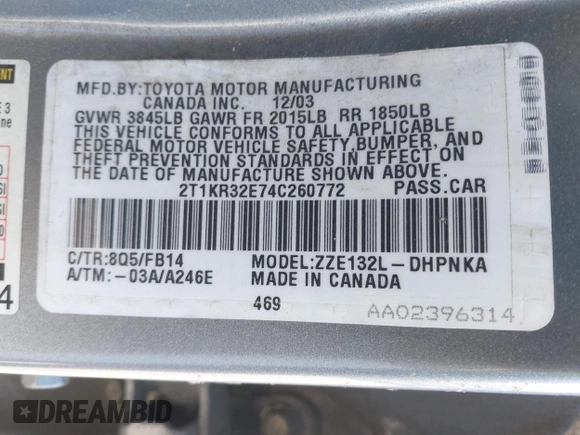 MFD.BY:TOYOTA MOTOR MANUFACTURING
CANADA INC. 12/03
GVWR 3845LB GAWR FR 2015LB RR 1850LB
THIS VEHICLE CONFORMS TO ALL APPLICABLE
FEDERAL MOTOR VEHICLE SAFETY,BUMPER, AND
THEFT PREVENTION STANDARDS IN EFFECT ON
THE DATE OF MANUFACTURE SHOWN ABOVE.
2T1KR32E74C260772 PASS.CAR
C/TR:8Q5/FB14 MODEL:ZZE132L-DHPNKA
A/TM:-03A/A246E MADE IN CANADA
469
AA02396314
4
DREAMBID